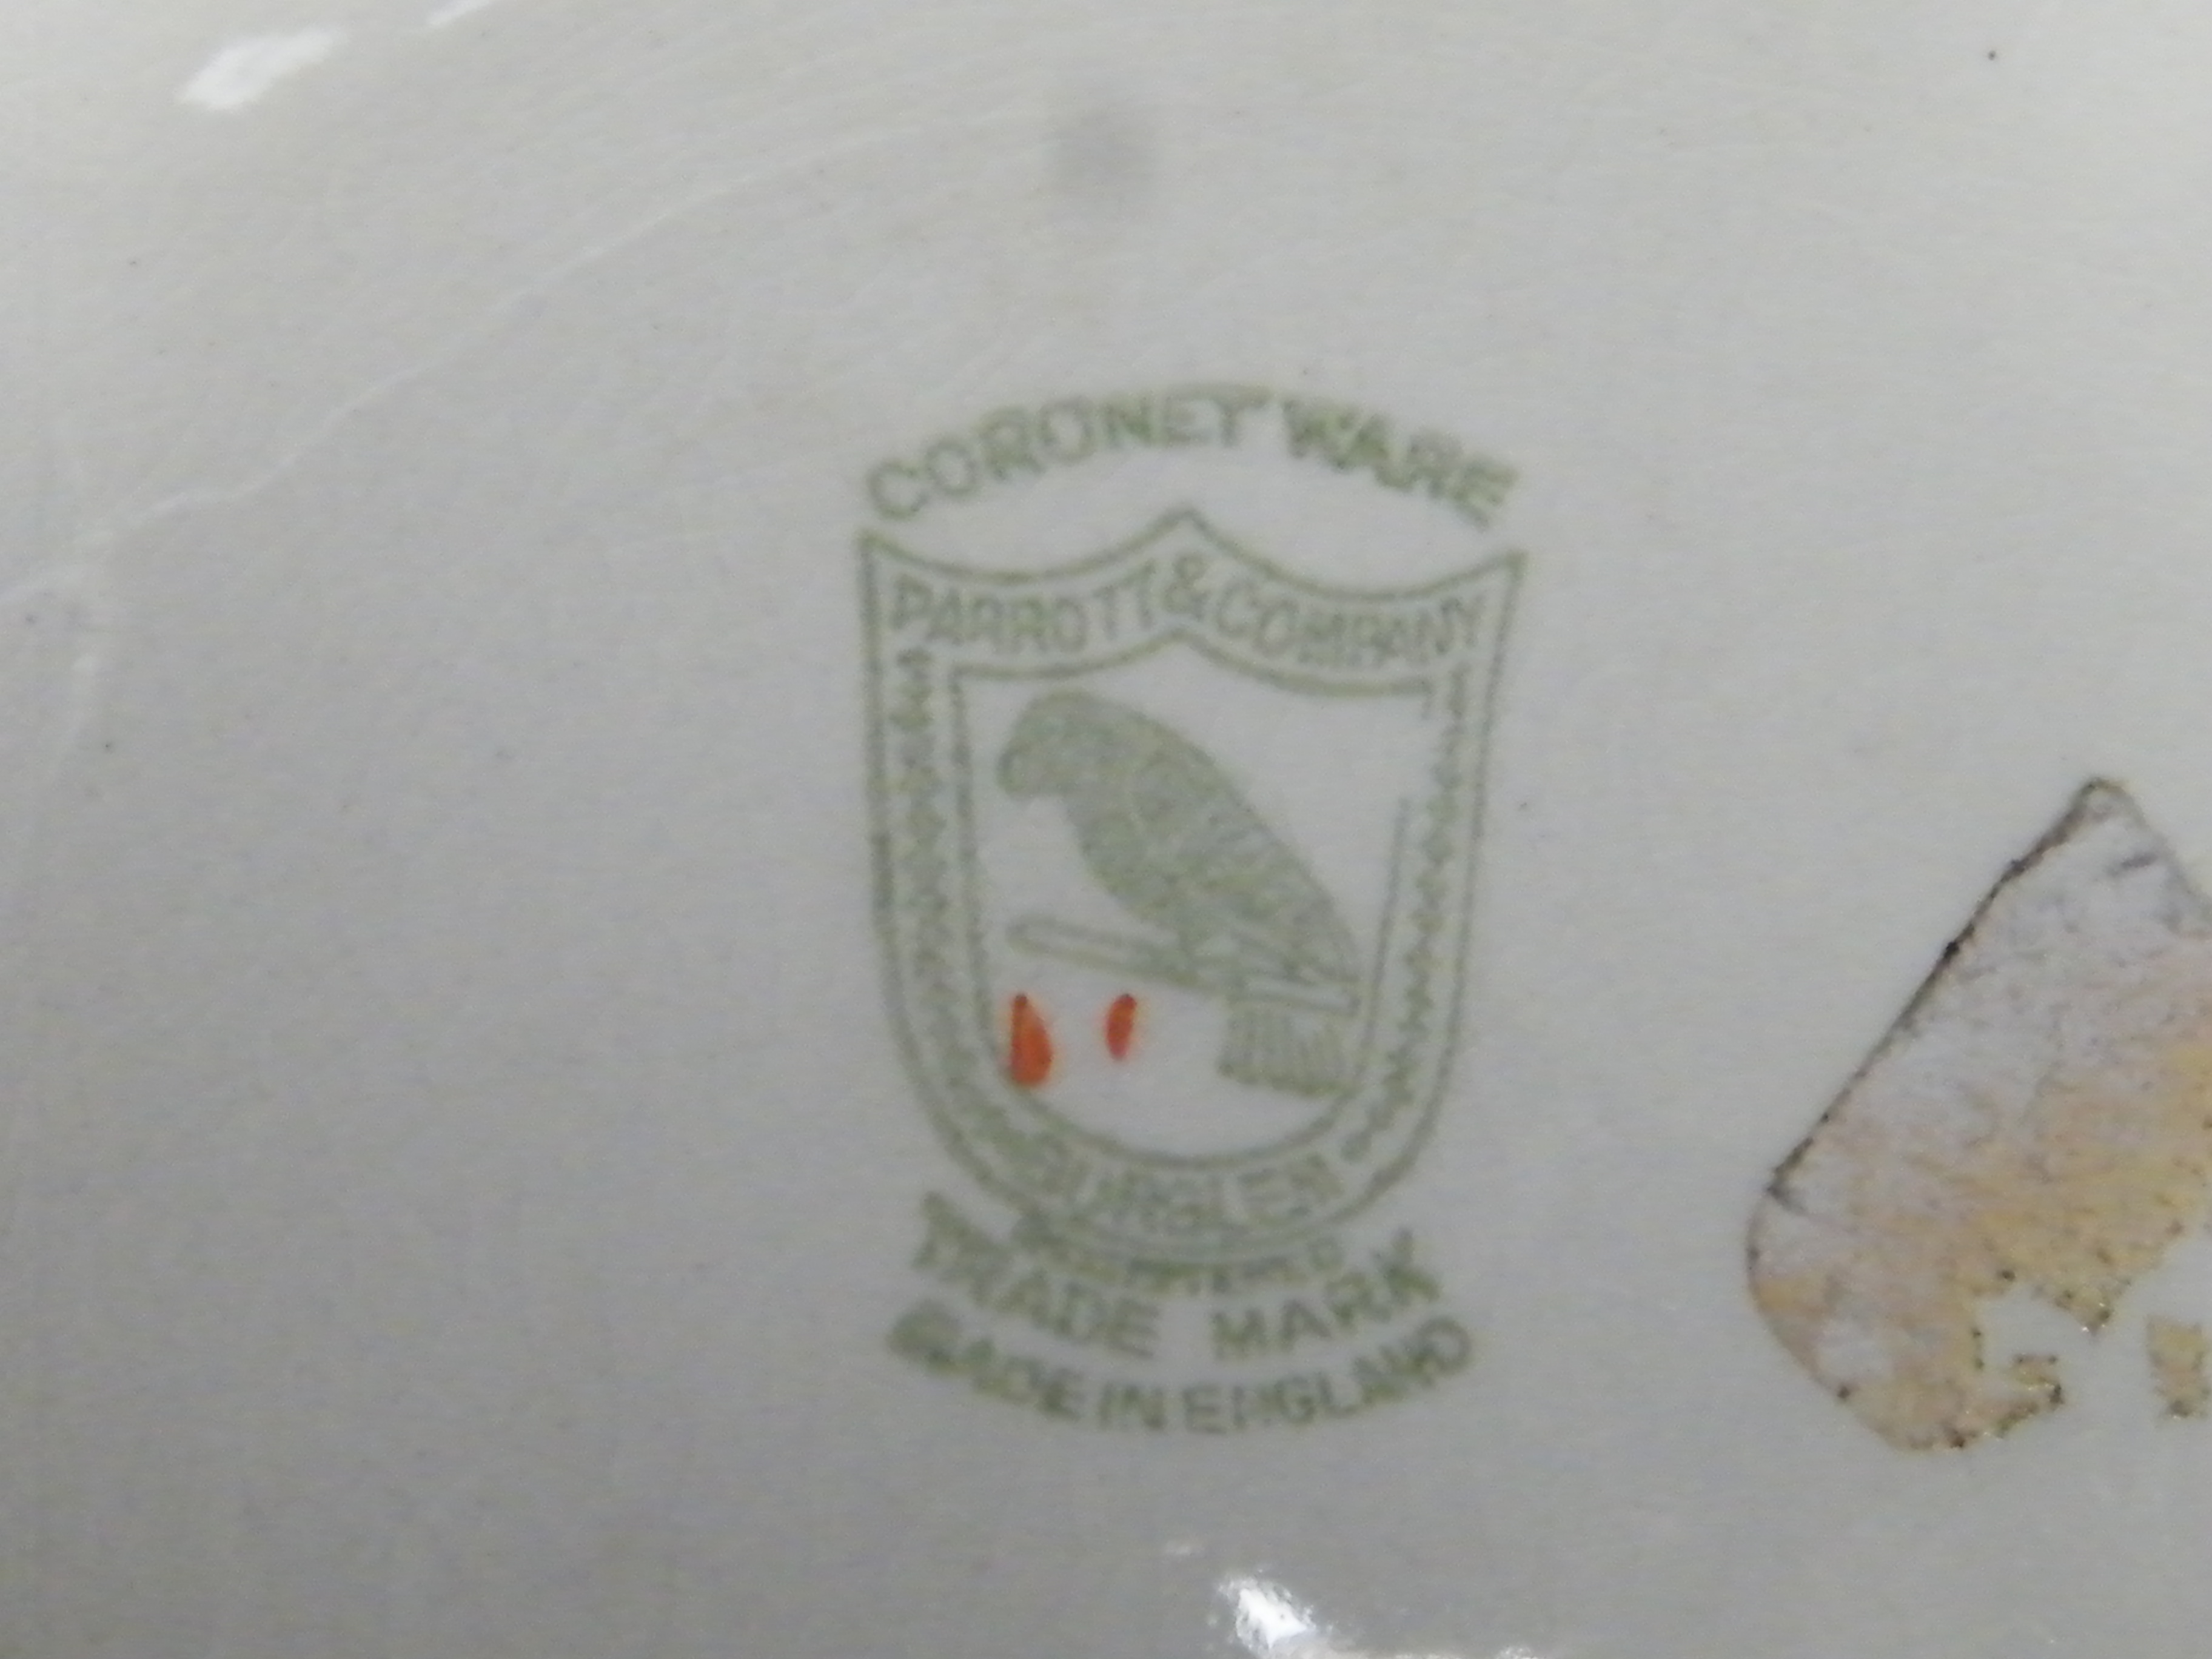 CORONET WARE
PARROTT & COMPANY
BURSLEM
REGISTERED
TRADE MARK
MADE IN ENGLAND